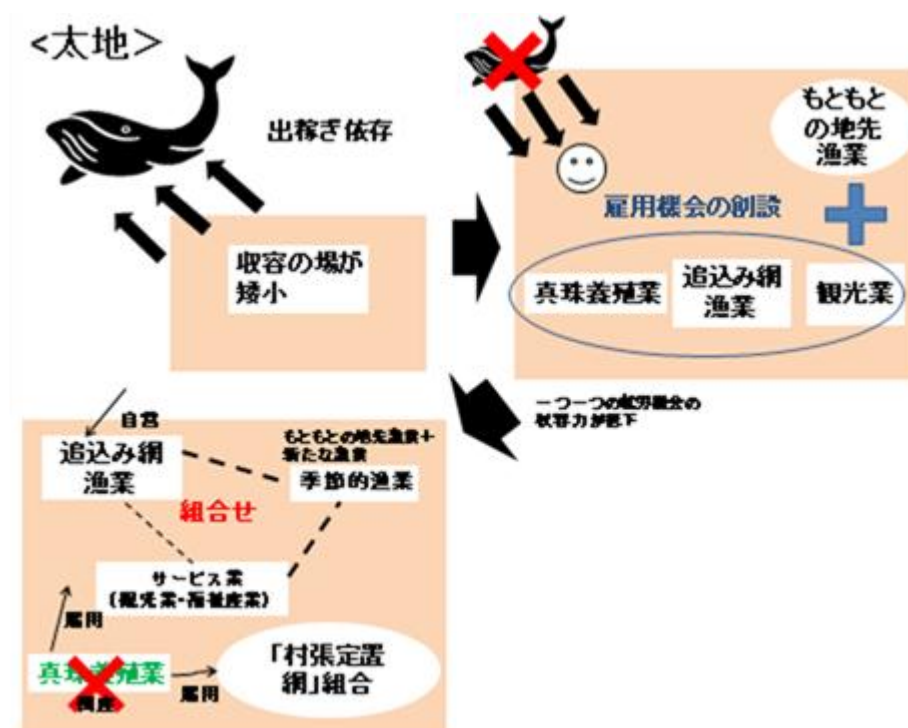 <太地>
出稼ぎ依存
収容の場が
矮小
もともと
の地先
漁業
雇用機会の創設
真珠養殖業
追込み網
漁業
観光業
一つ一つの就労機会の
収容力が低下
自営
追込み網
漁業
もともとの地先漁業+
新たな漁業
季節的漁業
組合せ
サービス業
(観光業・福祉産業)
雇用
真珠養殖業
倒産
雇用
「村張定置
網」組合